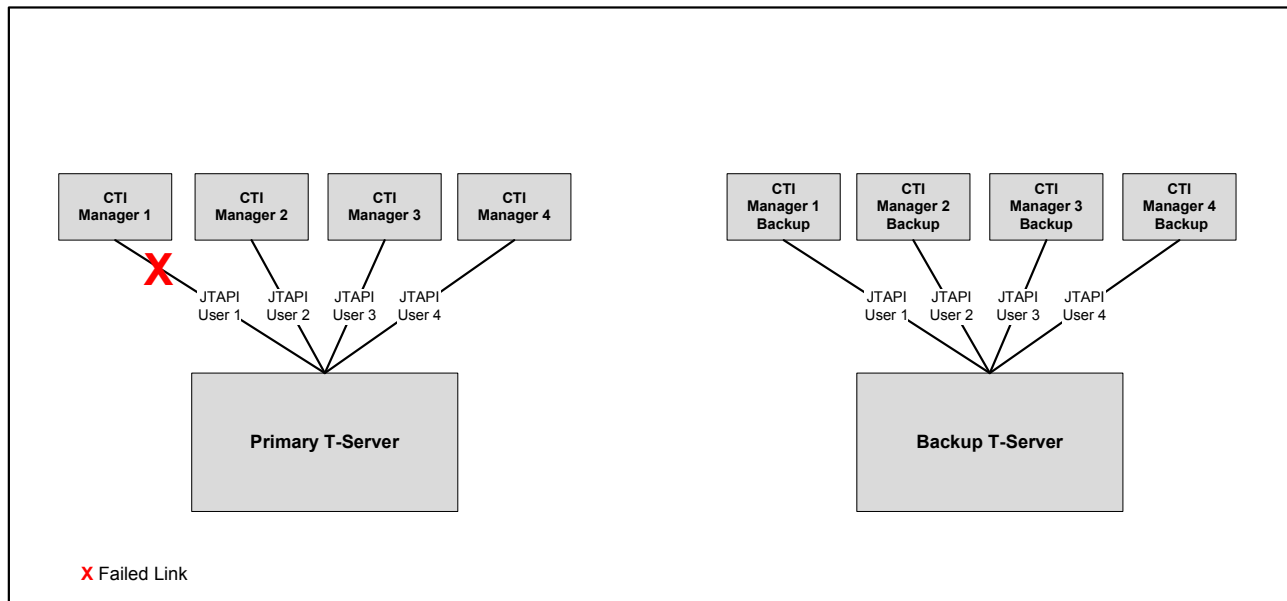 CTI
Manager 1
CTI
Manager 2
CTI
Manager 3
CTI
Manager 4
CTI
Manager 1
Backup
CTI
Manager 2
Backup
CTI
Manager 3
Backup
CTI
Manager 4
Backup
X
JTAPI
User 1
JTAPI
User 2
JTAPI
User 3
JTAPI
User 4
JTAPI
User 1
JTAPI
User 2
JTAPI
User 3
JTAPI
User 4
Primary T-Server
Backup T-Server
X Failed Link